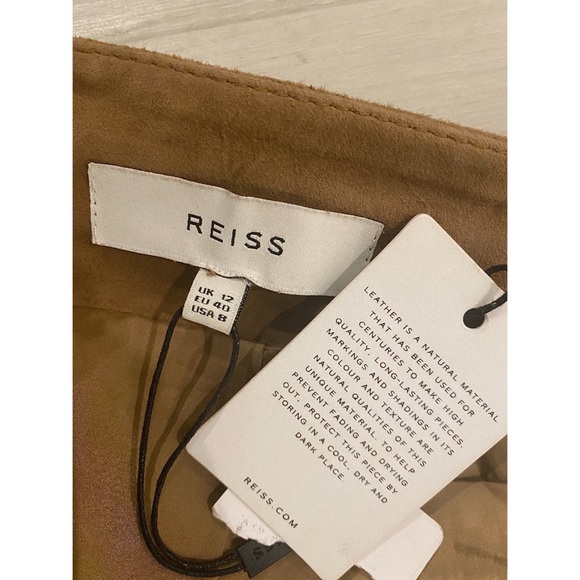 REISS
UK 12
EU 40
USA 8
LEATHER IS A NATURAL MATERIAL
THAT HAS BEEN USED FOR
CENTURIES TO MAKE HIGH
QUALITY, LONG-LASTING PIECES.
MARKINGS AND SHADINGS IN ITS
COLOUR AND TEXTURE ARE
NATURAL QUALITIES OF THIS
UNIQUE MATERIAL. TO HELP
PREVENT FADING AND DRYING
OUT, PROTECT THIS PIECE BY
STORING IN A COOL, DRY AND
DARK PLACE
REISS.COM